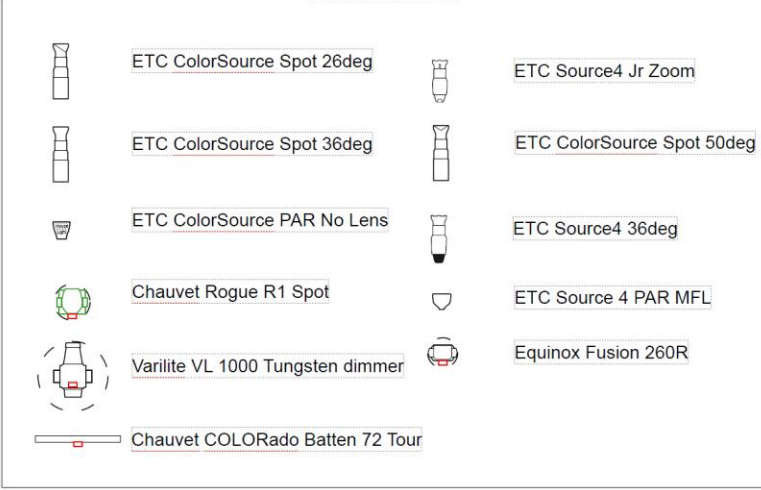 ETC ColorSource Spot 26deg
ETC ColorSource Spot 36deg
ETC ColorSource PAR No Lens
Chauvet Rogue R1 Spot
Varilite VL 1000 Tungsten dimmer
Chauvet COLORado Batten 72 Tour
ETC Source4 Jr Zoom
ETC ColorSource Spot 50deg
ETC Source4 36deg
ETC Source 4 PAR MFL
Equinox Fusion 260R